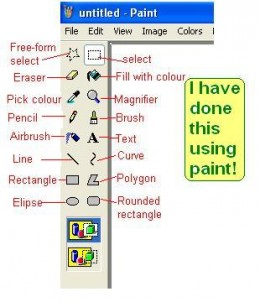 untitled - Paint
File Edit View Image Colors
Free-form
select
select
Eraser
Fill with colour
Pick colour
Magnifier
Pencil
Brush
Airbrush
A
Text
Line
Curve
Rectangle
Polygon
Elipse
Rounded
rectangle
I have
done
this
using
paint!